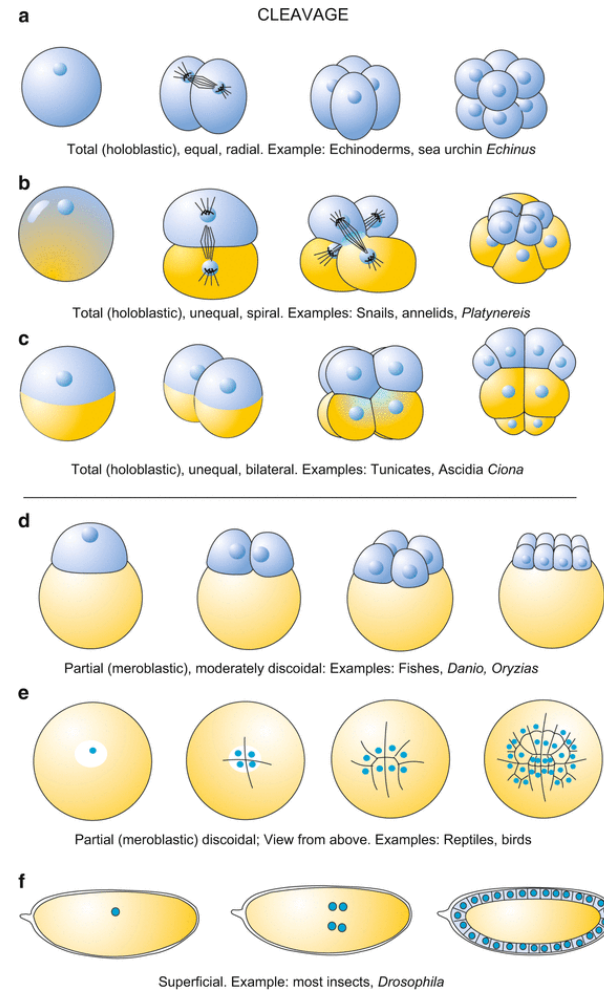 CLEAVAGE
a
Total (holoblastic), equal, radial. Example: Echinoderms, sea urchin Echinus
b
Total (holoblastic), unequal, spiral. Examples: Snails, annelids, Platynereis
c
Total (holoblastic), unequal, bilateral. Examples: Tunicates, Ascidia Ciona
d
Partial (meroblastic), moderately discoidal: Examples: Fishes, Danio, Oryzias
e
Partial (meroblastic) discoidal; View from above. Examples: Reptiles, birds
f
Superficial. Example: most insects, Drosophila